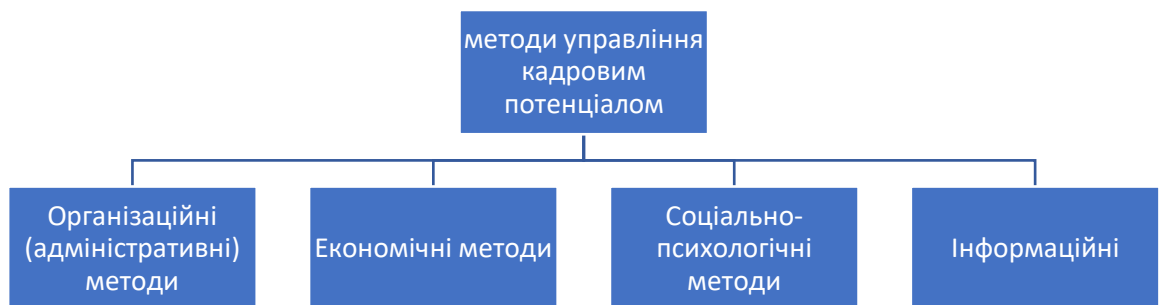 методи управління
кадровим
потенціалом
Організаційні
(адміністративні)
методи
Економічні методи
Соціально-
психологічні
методи
Інформаційні